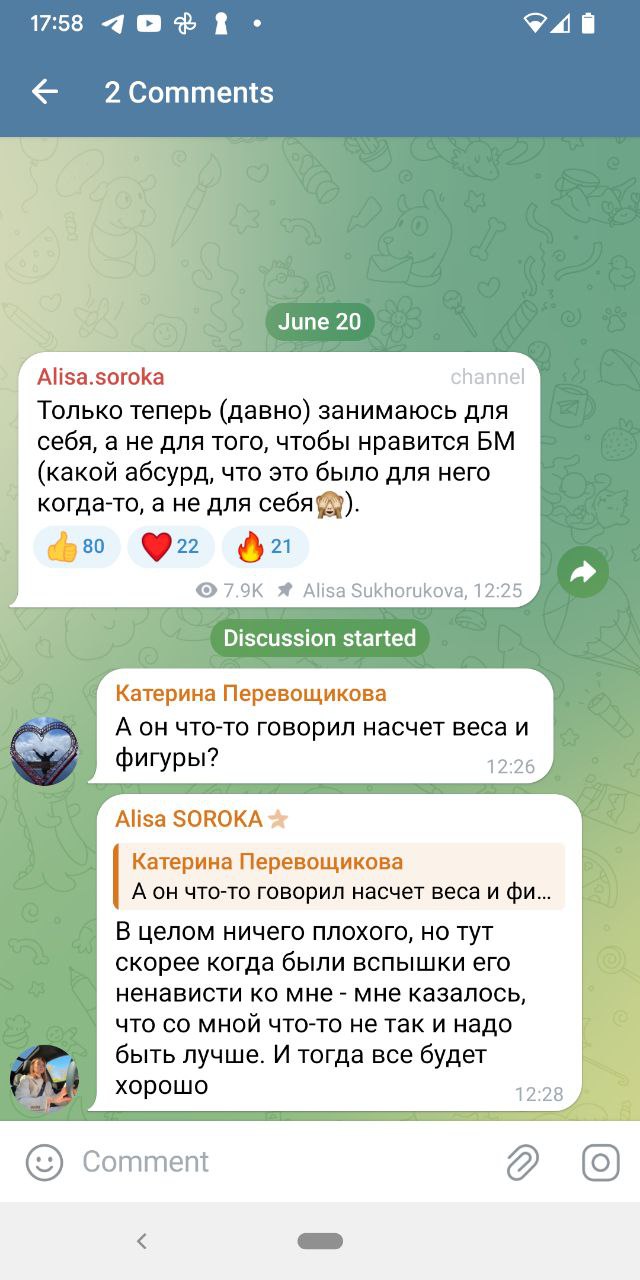 17:58
2 Comments
June 20
Alisa.soroka
channel
Только теперь (давно) занимаюсь для
себя, а не для того, чтобы нравится БМ
(какой абсурд, что это было для него
когда-то, а не для себя🙈).
👍 80 ❤️ 22 🔥 21
7.9K Alisa Sukhorukova, 12:25
Discussion started
Катерина Перевощикова
А он что-то говорил насчет веса и
фигуры?
12:26
Alisa SOROKA
Катерина Перевощикова
А он что-то говорил насчет веса и фи...
В целом ничего плохого, но тут
скорее когда были вспышки его
ненависти ко мне - мне казалось,
что со мной что-то не так и надо
быть лучше. И тогда все будет
хорошо
12:28
Comment